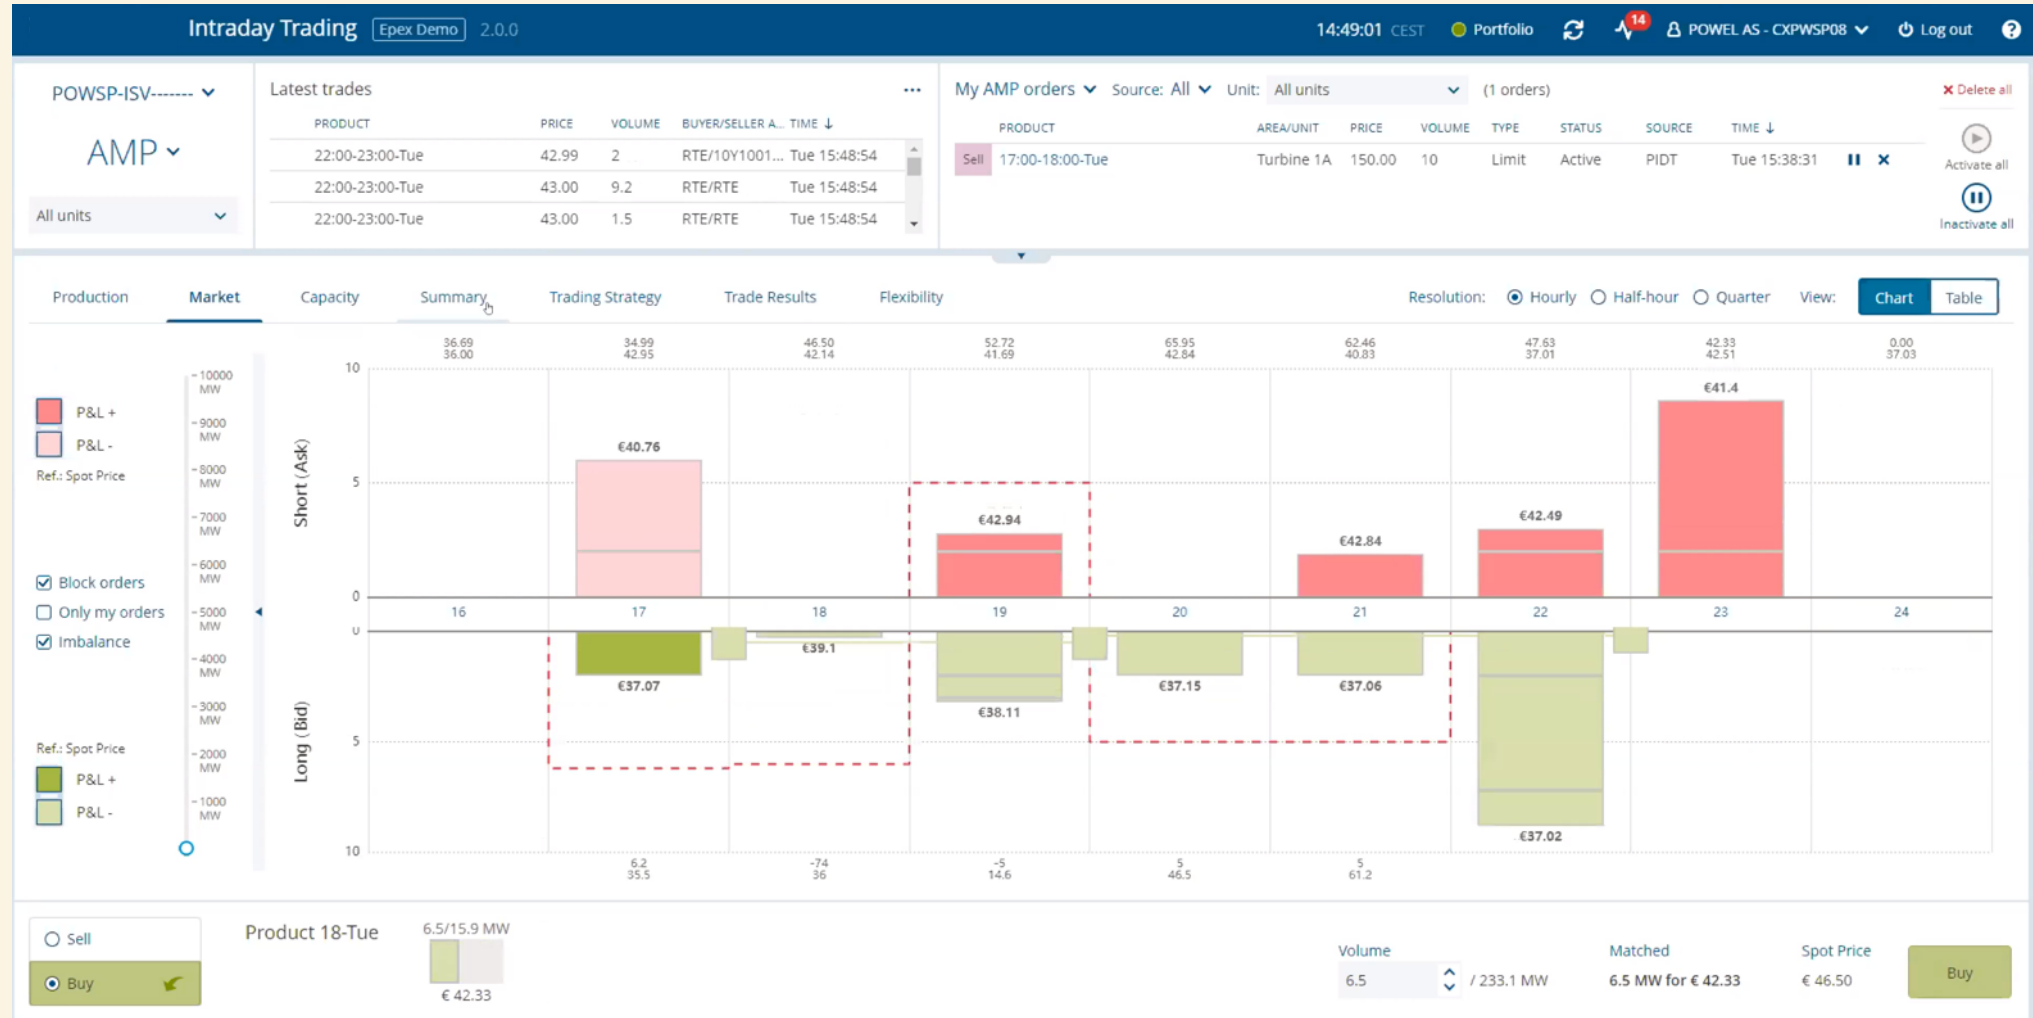 Intraday Trading Epex Demo 2.0.0
14:49:01 CEST Portfolio 14 POWEL AS - CXPWSP08 Log out ?
POWSP-ISV-------
AMP
All units
Latest trades ...
PRODUCT PRICE VOLUME BUYER/SELLER A... TIME ↓
22:00-23:00-Tue 42.99 2 RTE/10Y1001... Tue 15:48:54
22:00-23:00-Tue 43.00 9.2 RTE/RTE Tue 15:48:54
22:00-23:00-Tue 43.00 1.5 RTE/RTE Tue 15:48:54
My AMP orders Source: All Unit: All units (1 orders)
PRODUCT AREA/UNIT PRICE VOLUME TYPE STATUS SOURCE TIME ↓
Sell 17:00-18:00-Tue Turbine 1A 150.00 10 Limit Active PIDT Tue 15:38:31
Delete all
Activate all
Inactivate all
Production Market Capacity Summary Trading Strategy Trade Results Flexibility
Resolution: Hourly Half-hour Quarter View: Chart Table
P&L +
P&L -
Ref.: Spot Price
Block orders
Only my orders
Imbalance
Ref.: Spot Price
P&L +
P&L -
10000 MW
9000 MW
8000 MW
7000 MW
6000 MW
5000 MW
4000 MW
3000 MW
2000 MW
1000 MW
36.69 34.99 46.50 52.72 65.95 62.46 47.63 42.33 0.00
36.00 42.95 42.14 41.69 42.84 40.83 37.01 42.51 37.03
Short (Ask)
10
5
0
€40.76 €42.94 €42.84 €42.49 €41.4
16 17 18 19 20 21 22 23 24
Long (Bid)
0
5
10
€37.07 €39.1 €38.11 €37.15 €37.06 €37.02
6.2 -74 -5 5 5
35.5 36 14.6 46.5 61.2
Sell
Buy
Product 18-Tue
6.5/15.9 MW
€ 42.33
Volume
6.5 / 233.1 MW
Matched
6.5 MW for € 42.33
Spot Price
€ 46.50
Buy